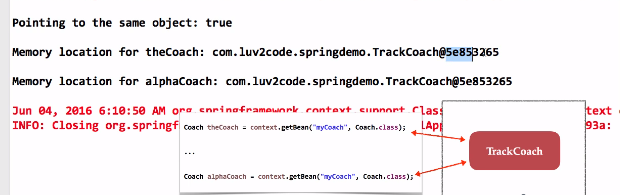 Pointing to the same object: true
Memory location for theCoach: com.luv2code.springdemo.TrackCoach@5e853265
Memory location for alphaCoach: com.luv2code.springdemo.TrackCoach@5e853265
Jun 04, 2016 6:10:50 AM org.springframework.context.support.Class
INFO: Closing org.springf
93a:
Coach theCoach = context.getBean("myCoach", Coach.class);
...
Coach alphaCoach = context.getBean("myCoach", Coach.class);
TrackCoach